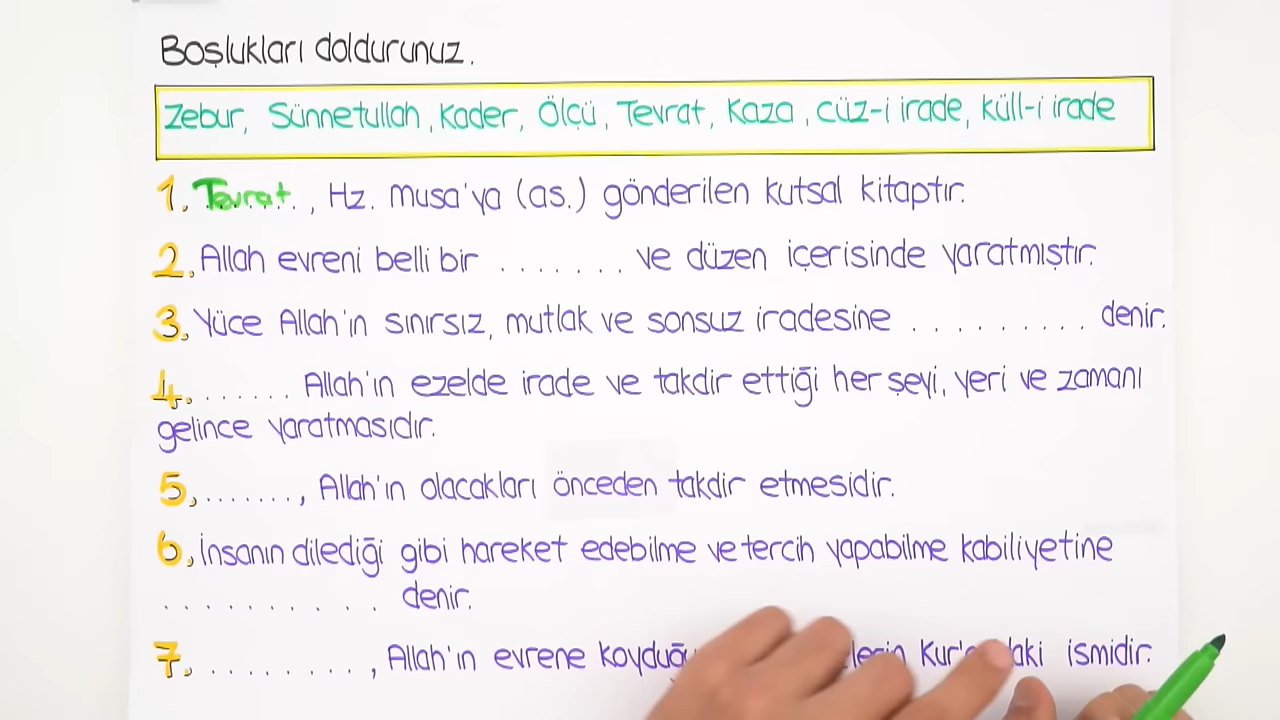 Boşlukları doldurunuz.
Zebur, Sünnetullah, Kader, Ölçü, Tevrat, Kaza, cüz-i irade, küll-i irade
1. Tevrat, Hz. musa'ya (as.) gönderilen kutsal kitaptır.
2. Allah evreni belli bir ....... ve düzen içerisinde yaratmıştır.
3. Yüce Allah'ın sınırsız, mutlak ve sonsuz iradesine ......... denir.
4. ....... Allah'ın ezelde irade ve takdir ettiği her şeyi, yeri ve zamanı
gelince yaratmasıdır.
5, ......., Allah'ın olacakları önceden takdir etmesidir.
6, İnsanın dilediği gibi hareket edebilme ve tercih yapabilme kabiliyetine
.......... denir.
7. ........, Allah'ın evrene koyduğu ismidir.